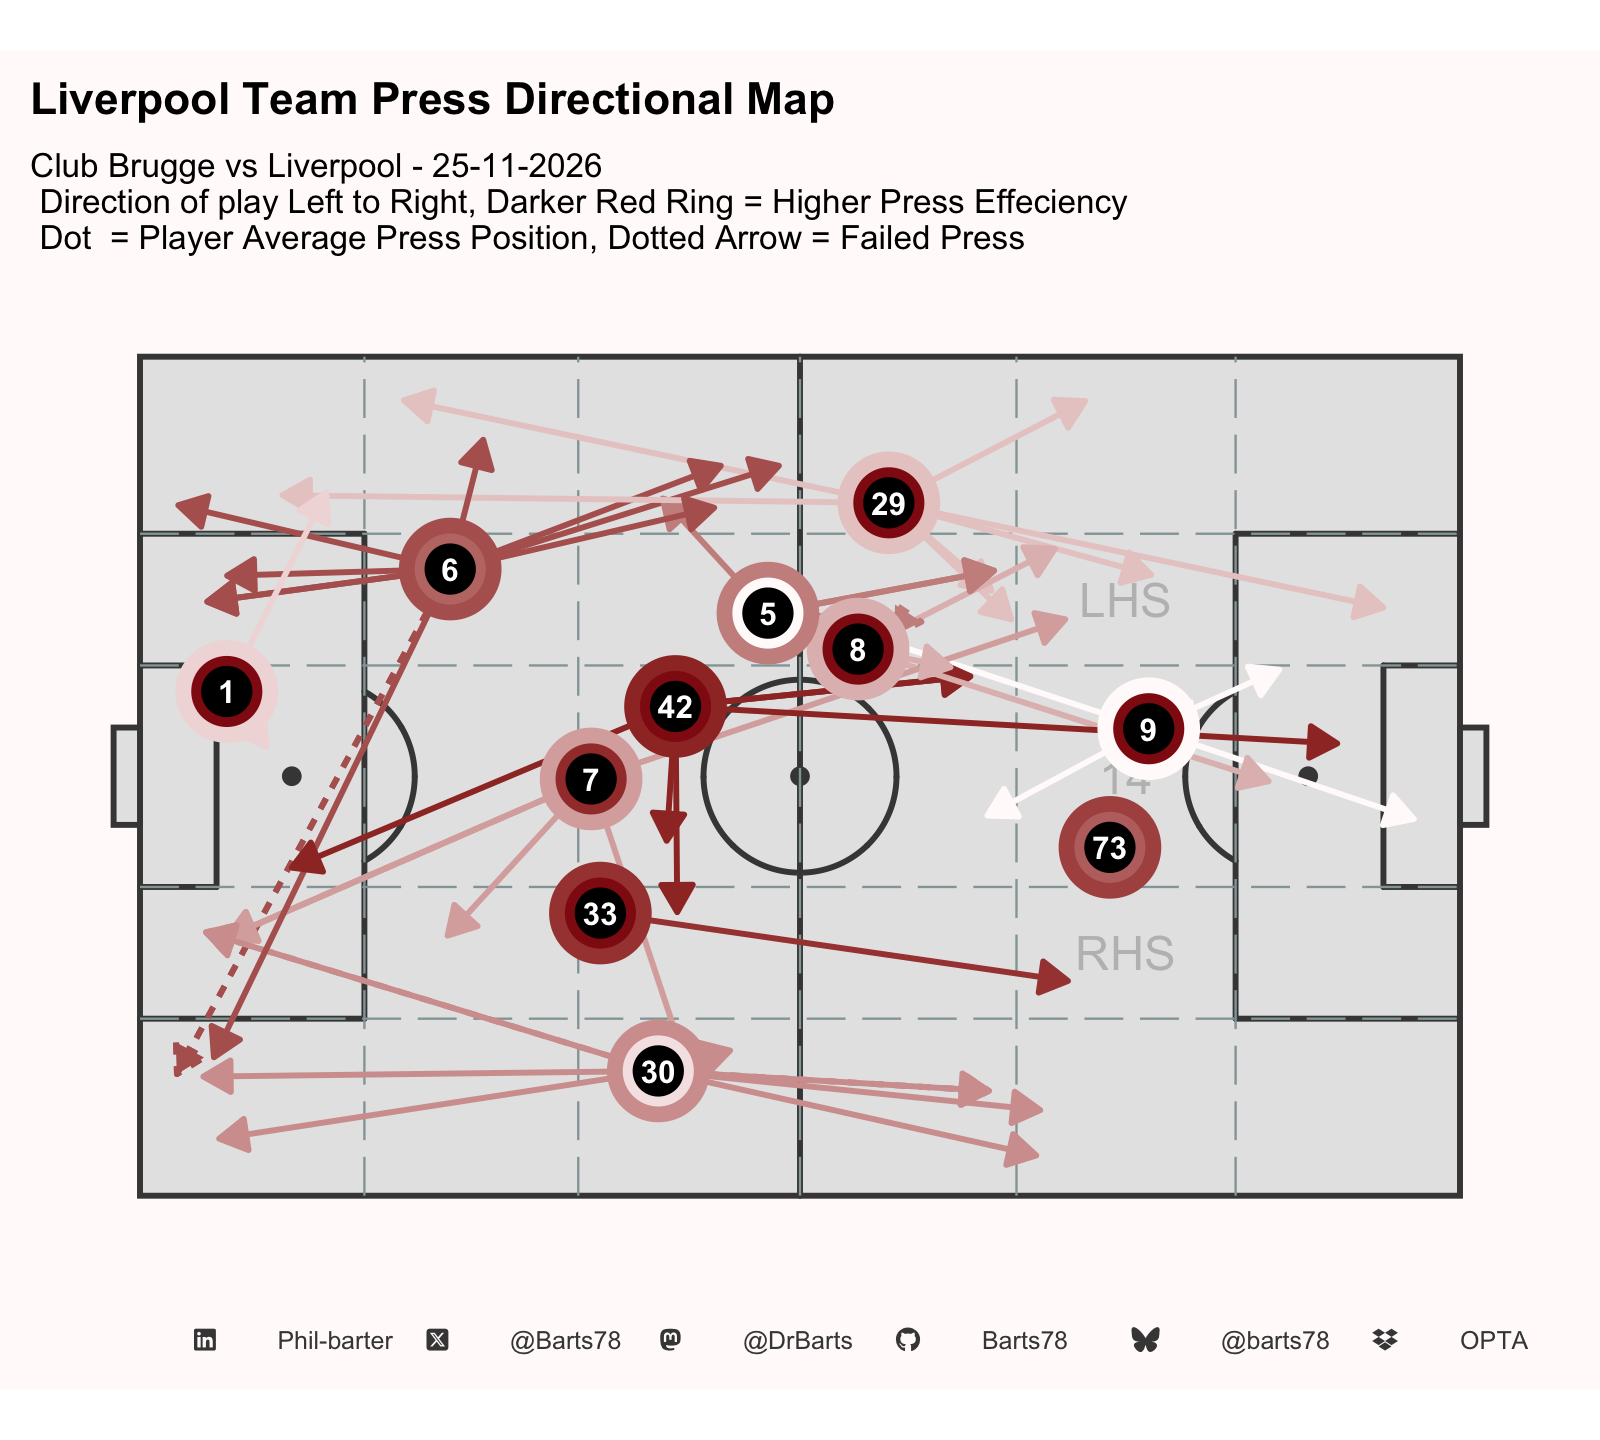 Liverpool Team Press Directional Map
Club Brugge vs Liverpool - 25-11-2026
Direction of play Left to Right, Darker Red Ring = Higher Press Effeciency
Dot  = Player Average Press Position, Dotted Arrow = Failed Press
29
6
LHS
5
8
1
42
9
7
14
73
33
RHS
30
Phil-barter @Barts78 @DrBarts Barts78 @barts78 OPTA